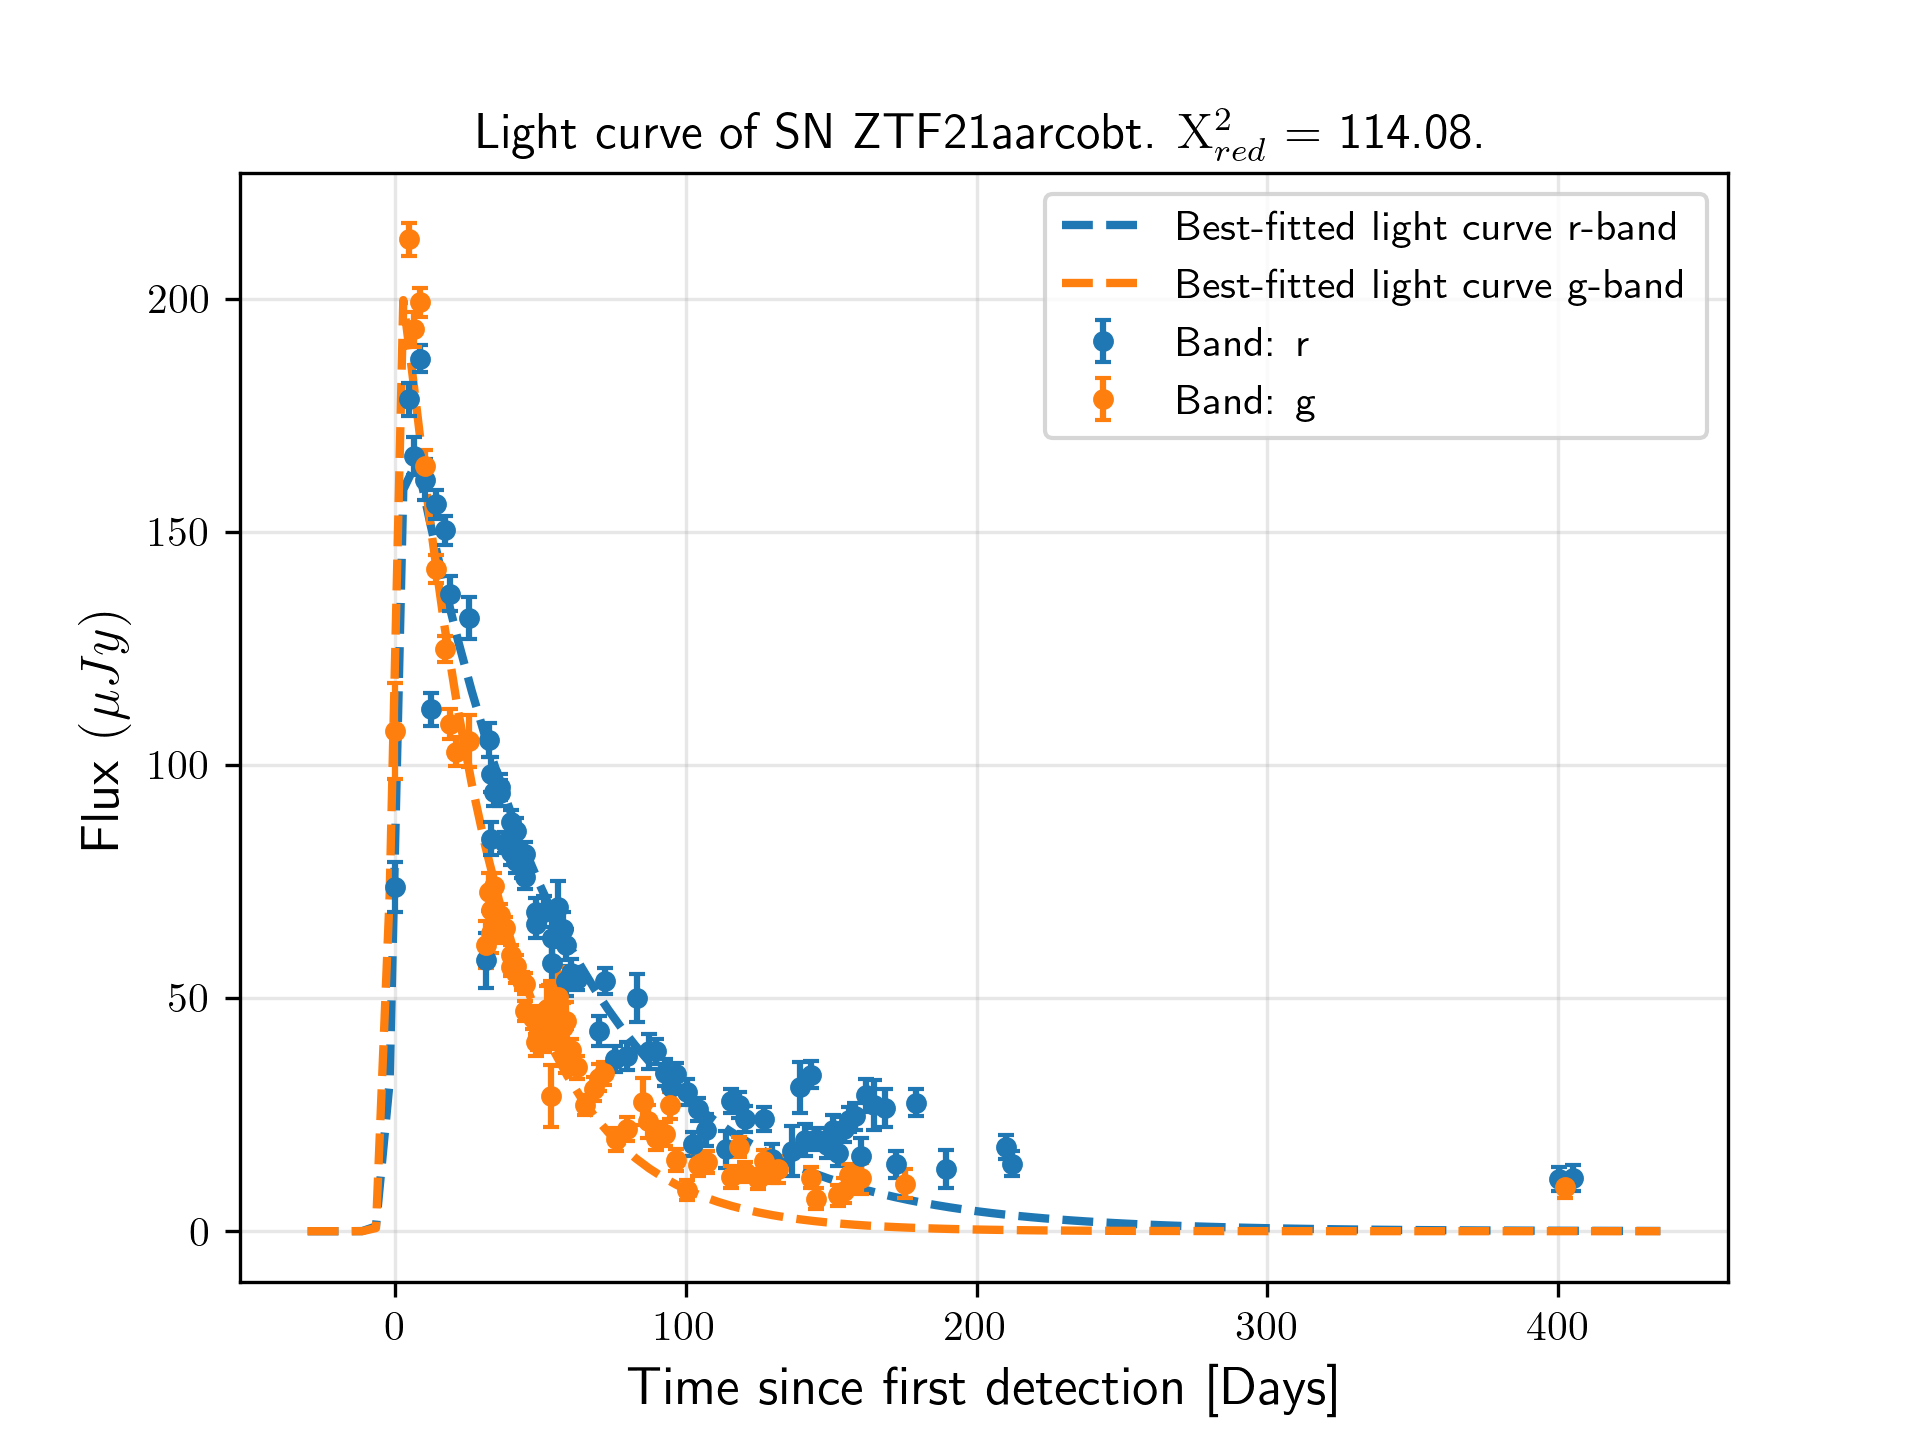 Light curve of SN ZTF21aarcobt. X²_red = 114.08.
Best-fitted light curve r-band
Best-fitted light curve g-band
Band: r
Band: g
Flux (μJy)
200
150
100
50
0
0 100 200 300 400
Time since first detection [Days]